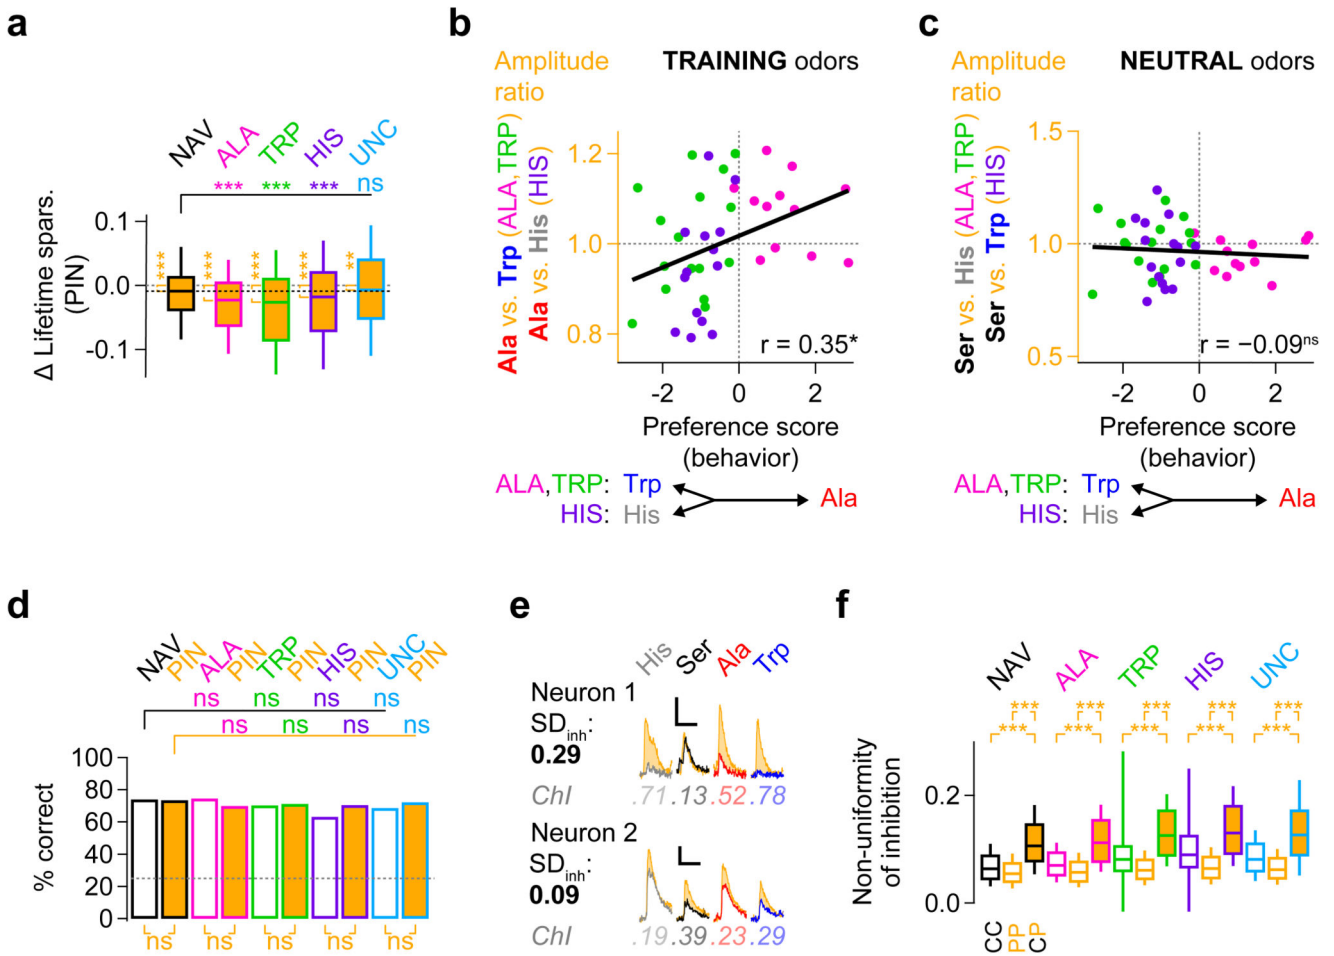 a
NAV ALA TRP HIS UNC
*** *** *** ns
Δ Lifetime spars.
(PIN)
0.1
0.0
-0.1
*** *** *** *** **
b
Amplitude
ratio
TRAINING odors
Ala vs. Trp (ALA,TRP)
Ala vs. His (HIS)
1.2
1.0
0.8
r = 0.35*
-2 0 2
Preference score
(behavior)
ALA,TRP: Trp Ala
HIS: His
c
Amplitude
ratio
NEUTRAL odors
Ser vs. His (ALA,TRP)
Ser vs. Trp (HIS)
1.5
1.0
0.5
r = −0.09ns
-2 0 2
Preference score
(behavior)
ALA,TRP: Trp Ala
HIS: His
d
NAV PIN ALA PIN TRP PIN HIS PIN UNC PIN
ns ns ns ns
ns ns ns ns
% correct
100
80
60
40
20
0
ns ns ns ns ns
e
His Ser Ala Trp
Neuron 1
SDinh:
0.29
ChI .71 .13 .52 .78
Neuron 2
SDinh:
0.09
ChI .19 .39 .23 .29
f
NAV ALA TRP HIS UNC
*** *** *** *** ***
*** *** *** *** ***
Non-uniformity
of inhibition
0.2
0.0
CC PP CP